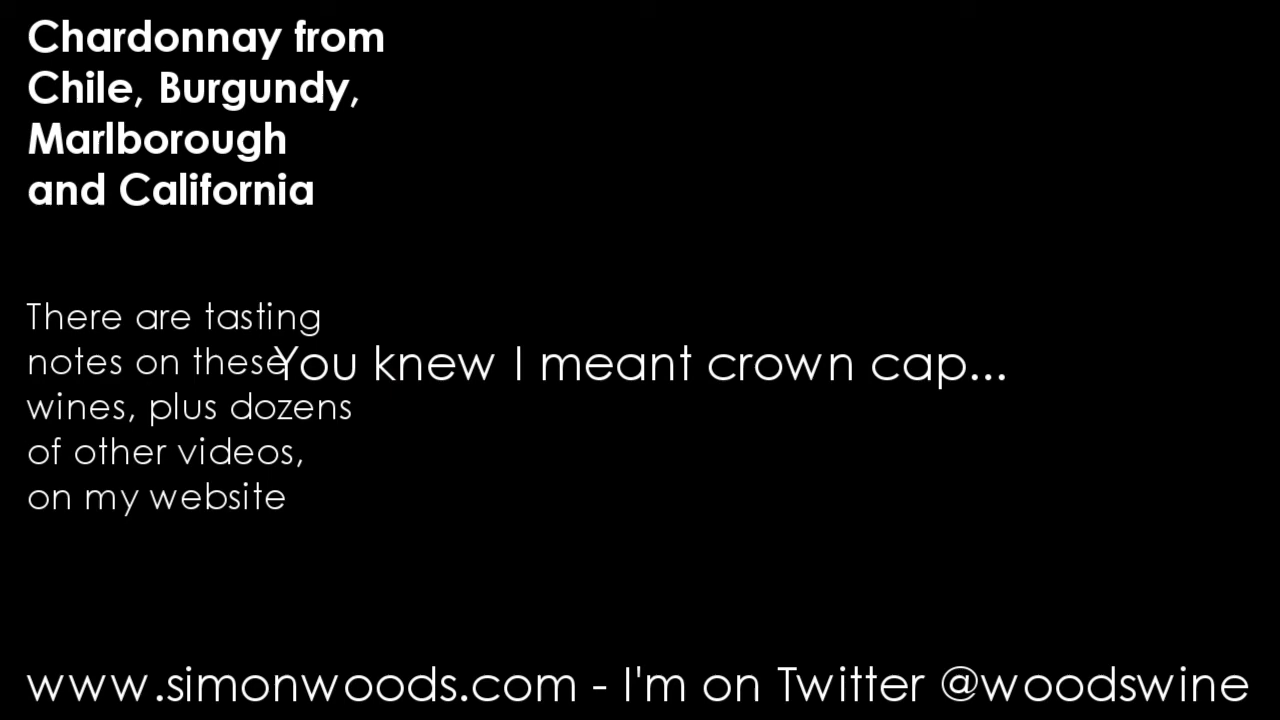 Chardonnay from
Chile, Burgundy,
Marlborough
and California
There are tasting
notes on these
You knew I meant crown cap...
wines, plus dozens
of other videos,
on my website
www.simonwoods.com - I'm on Twitter @woodswine